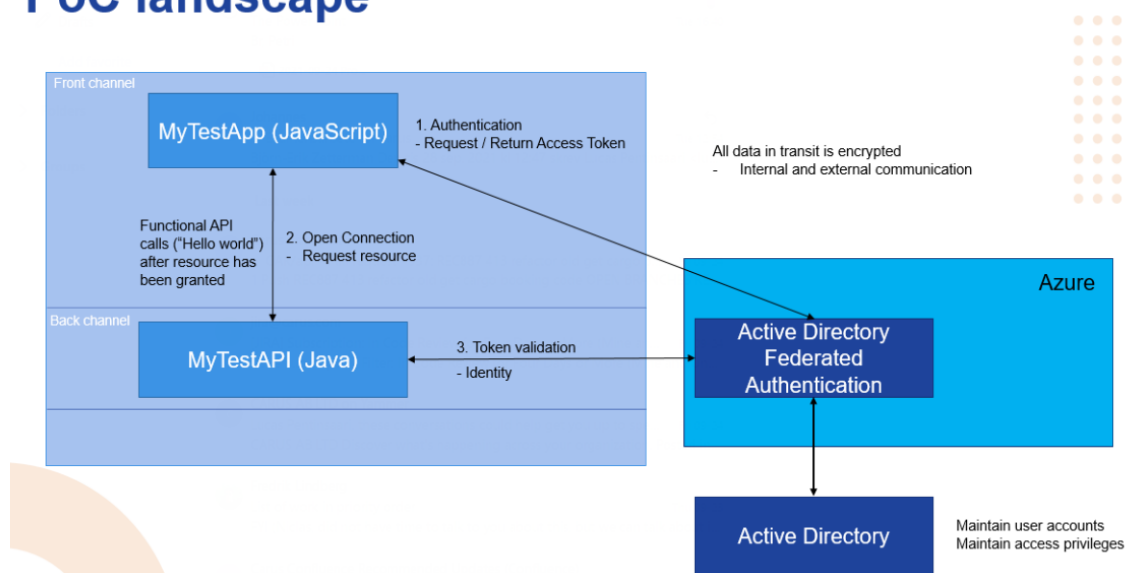 PoC landscape
Front channel
MyTestApp (JavaScript)
1. Authentication
- Request / Return Access Token
All data in transit is encrypted
- Internal and external communication
Functional API
calls ("Hello world")
after resource has
been granted
2. Open Connection
- Request resource
Azure
Back channel
MyTestAPI (Java)
3. Token validation
- Identity
Active Directory
Federated
Authentication
Active Directory
Maintain user accounts
Maintain access privileges